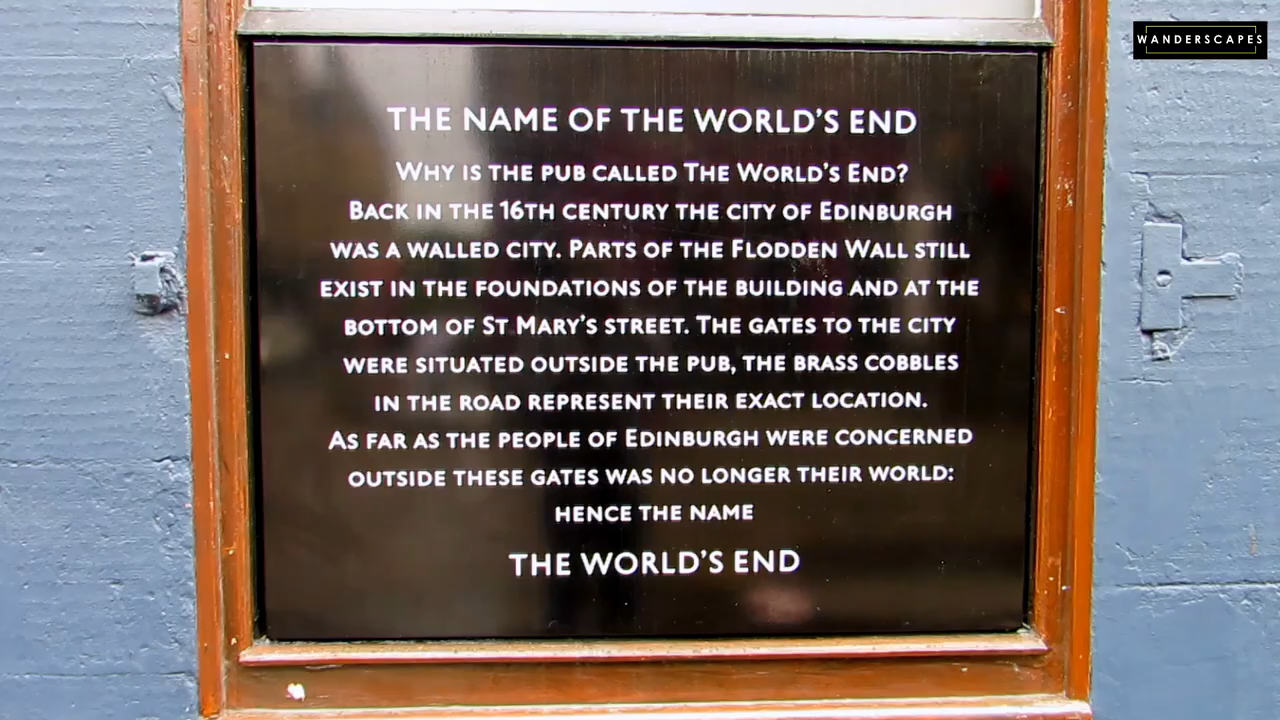 WANDERSCAPES
THE NAME OF THE WORLD'S END
WHY IS THE PUB CALLED THE WORLD'S END?
BACK IN THE 16TH CENTURY THE CITY OF EDINBURGH
WAS A WALLED CITY. PARTS OF THE FLODDEN WALL STILL
EXIST IN THE FOUNDATIONS OF THE BUILDING AND AT THE
BOTTOM OF ST MARY'S STREET. THE GATES TO THE CITY
WERE SITUATED OUTSIDE THE PUB, THE BRASS COBBLES
IN THE ROAD REPRESENT THEIR EXACT LOCATION.
AS FAR AS THE PEOPLE OF EDINBURGH WERE CONCERNED
OUTSIDE THESE GATES WAS NO LONGER THEIR WORLD:
HENCE THE NAME
THE WORLD'S END